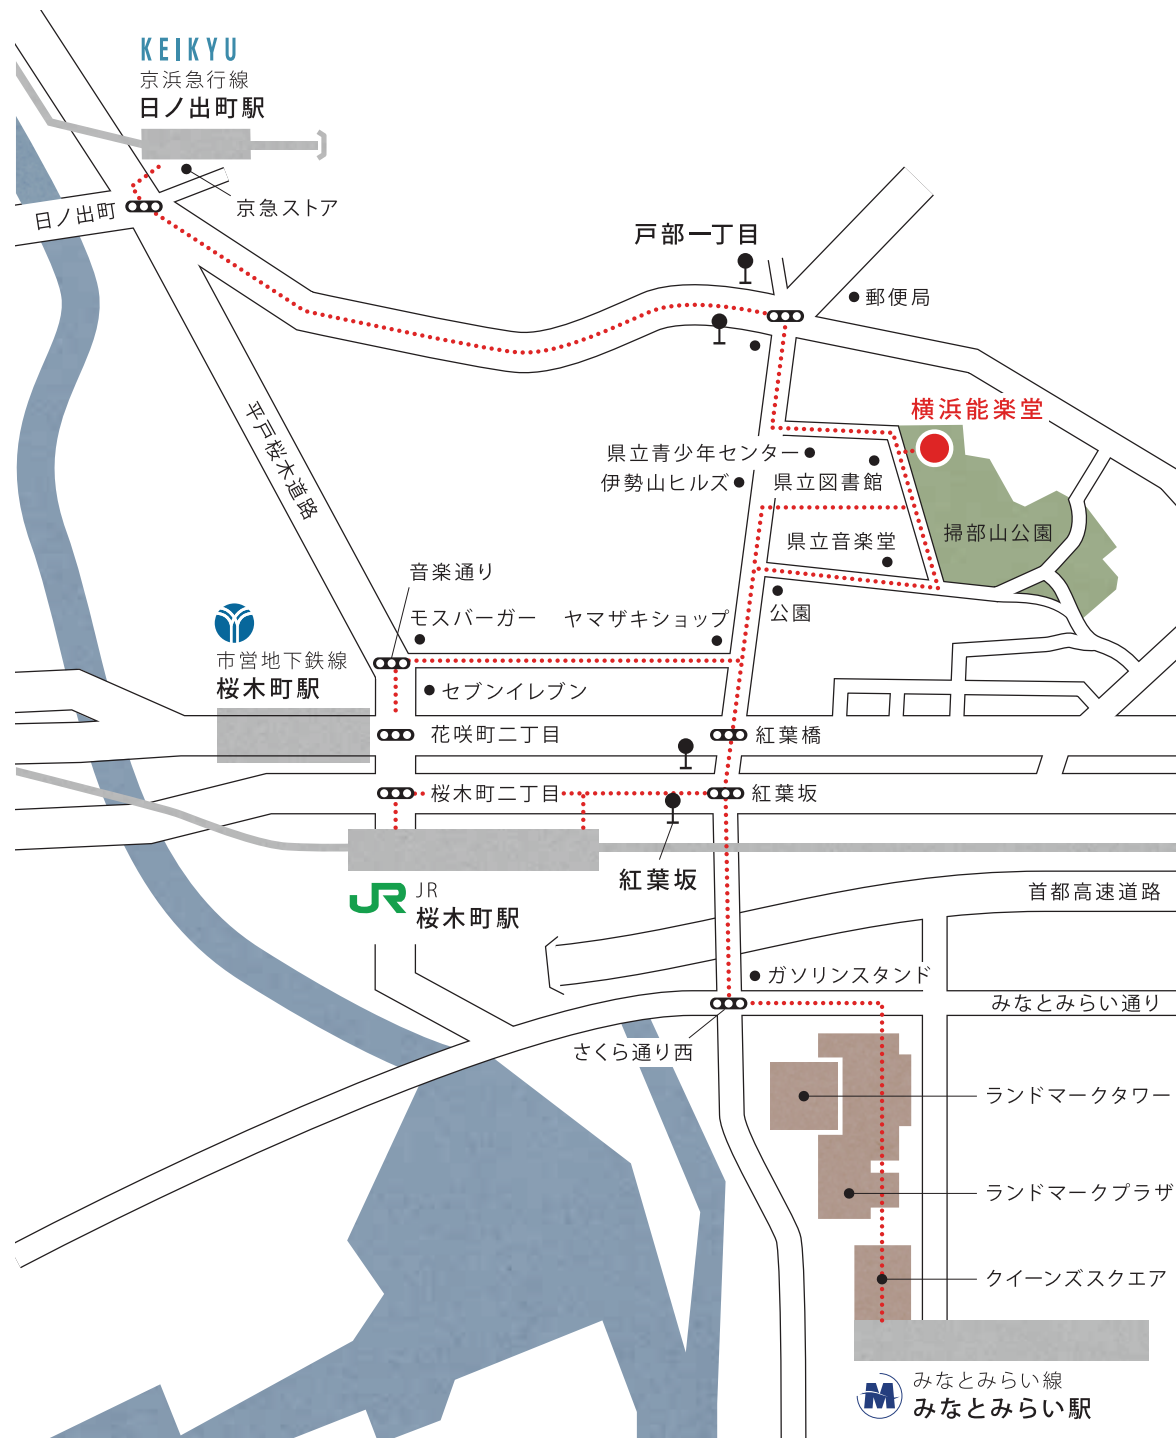 KEIKYU
京浜急行線
日ノ出町駅
日ノ出町
京急ストア
戸部一丁目
郵便局
横浜能楽堂
平戸桜木道路
県立青少年センター
伊勢山ヒルズ
県立図書館
掃部山公園
県立音楽堂
音楽通り
モスバーガー
ヤマザキショップ
公園
市営地下鉄線
桜木町駅
セブンイレブン
花咲町二丁目
紅葉橋
桜木町二丁目
紅葉坂
紅葉坂
JR
JR
桜木町駅
首都高速道路
ガソリンスタンド
みなとみらい通り
さくら通り西
ランドマークタワー
ランドマークプラザ
クイーンズスクエア
M
みなとみらい線
みなとみらい駅